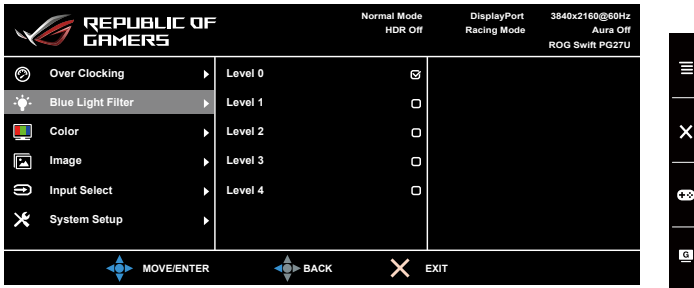 REPUBLIC OF
GAMERS
Normal Mode
HDR Off
DisplayPort
Racing Mode
3840x2160@60Hz
Aura Off
ROG Swift PG27U
Over Clocking
Blue Light Filter
Color
Image
Input Select
System Setup
Level 0
Level 1
Level 2
Level 3
Level 4
MOVE/ENTER
BACK
EXIT
G